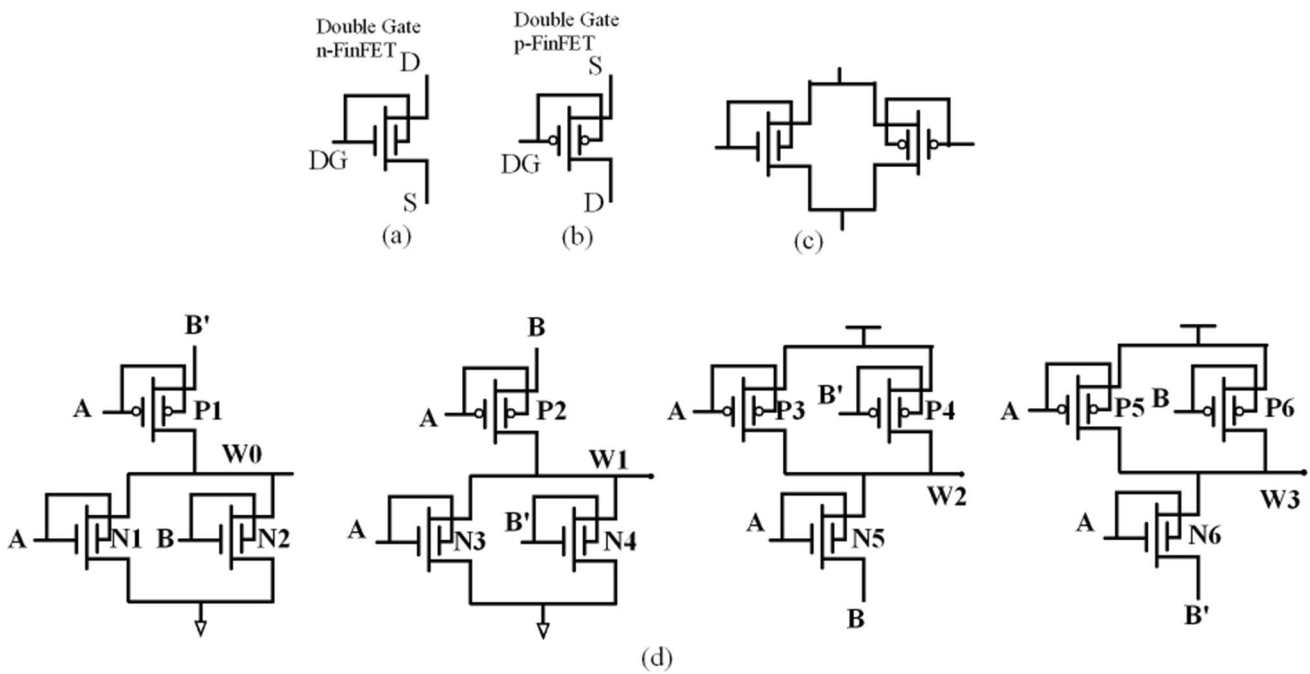 Double Gate
n-FinFET
D
DG
S
(a)
Double Gate
p-FinFET
S
DG
D
(b)
(c)
B'
A
P1
W0
A
N1
B
N2
B
A
P2
W1
A
N3
B'
N4
A
P3
B'
P4
W2
A
N5
B
A
P5
B
P6
W3
A
N6
B'
(d)